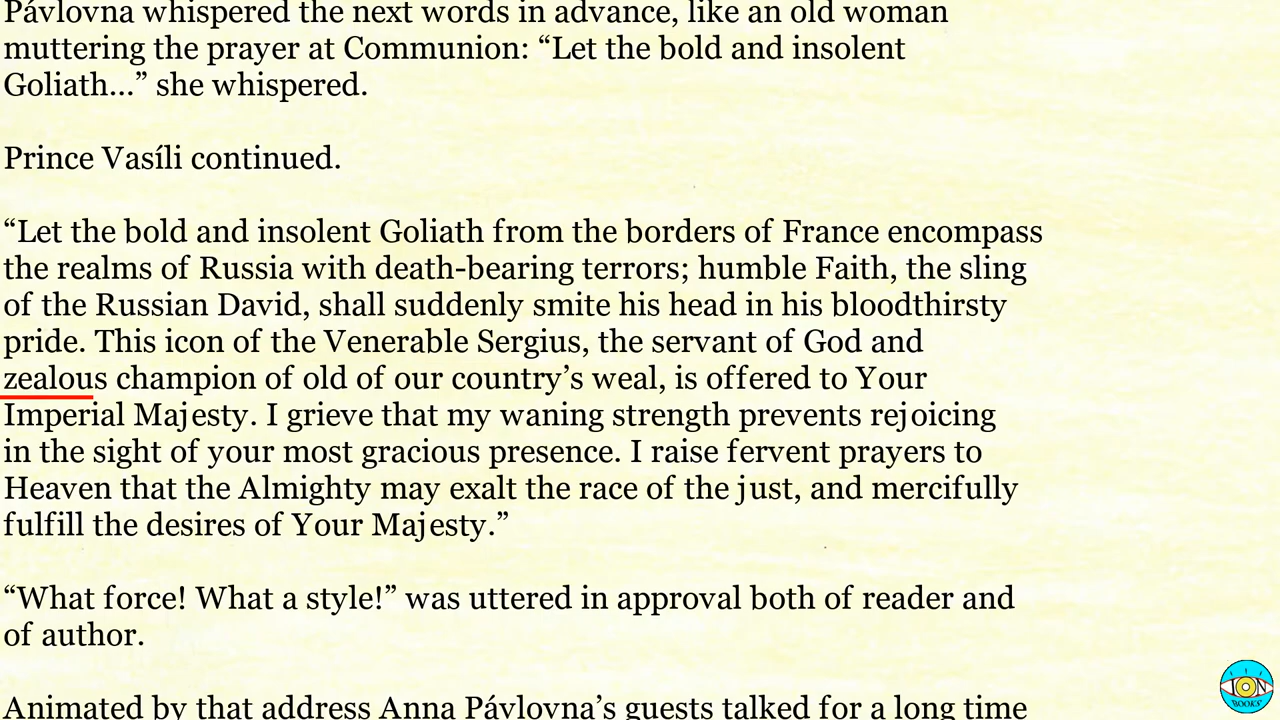 Pávlovna whispered the next words in advance, like an old woman
muttering the prayer at Communion: “Let the bold and insolent
Goliath...” she whispered.
Prince Vasíli continued.
“Let the bold and insolent Goliath from the borders of France encompass
the realms of Russia with death-bearing terrors; humble Faith, the sling
of the Russian David, shall suddenly smite his head in his bloodthirsty
pride. This icon of the Venerable Sergius, the servant of God and
zealous champion of old of our country’s weal, is offered to Your
Imperial Majesty. I grieve that my waning strength prevents rejoicing
in the sight of your most gracious presence. I raise fervent prayers to
Heaven that the Almighty may exalt the race of the just, and mercifully
fulfill the desires of Your Majesty.”
“What force! What a style!” was uttered in approval both of reader and
of author.
Animated by that address Anna Pávlovna’s guests talked for a long time
ION
BOOKS